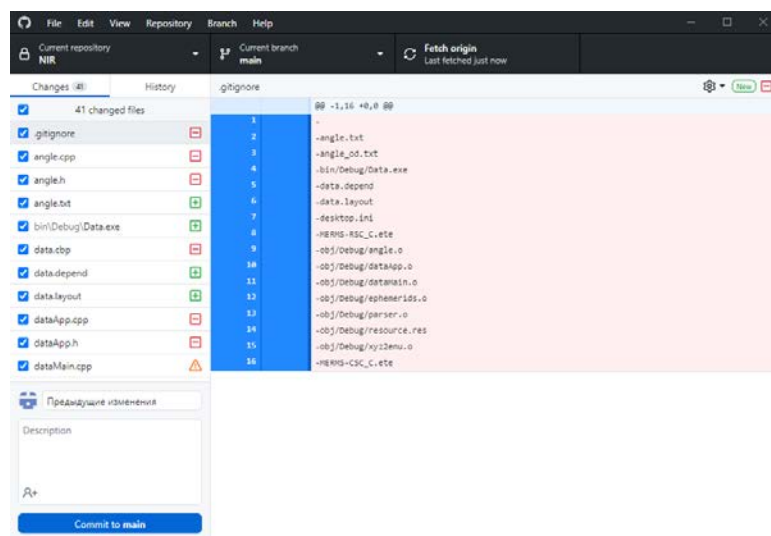 File Edit View Repository Branch Help
Current repository
NIR
Current branch
main
Fetch origin
Last fetched just now
Changes 41 History
.gitignore
New
41 changed files
.gitignore
angle.cpp
angle.h
angle.txt
bin\Debug\Data.exe
data.cbp
data.depend
data.layout
dataApp.cpp
dataApp.h
dataMain.cpp
@@ -1,16 +0,0 @@
1 -
2 -angle.txt
3 -angle_od.txt
4 -bin/Debug/Data.exe
5 -data.depend
6 -data.layout
7 -desktop.ini
8 -MERMS-RSC_C.ete
9 -obj/Debug/angle.o
10 -obj/Debug/dataApp.o
11 -obj/Debug/dataMain.o
12 -obj/Debug/ephemerids.o
13 -obj/Debug/parser.o
14 -obj/Debug/resource.res
15 -obj/Debug/xyz2enu.o
16 -MERMS-CSC_C.ete
Предыдущие изменения
Description
Commit to main